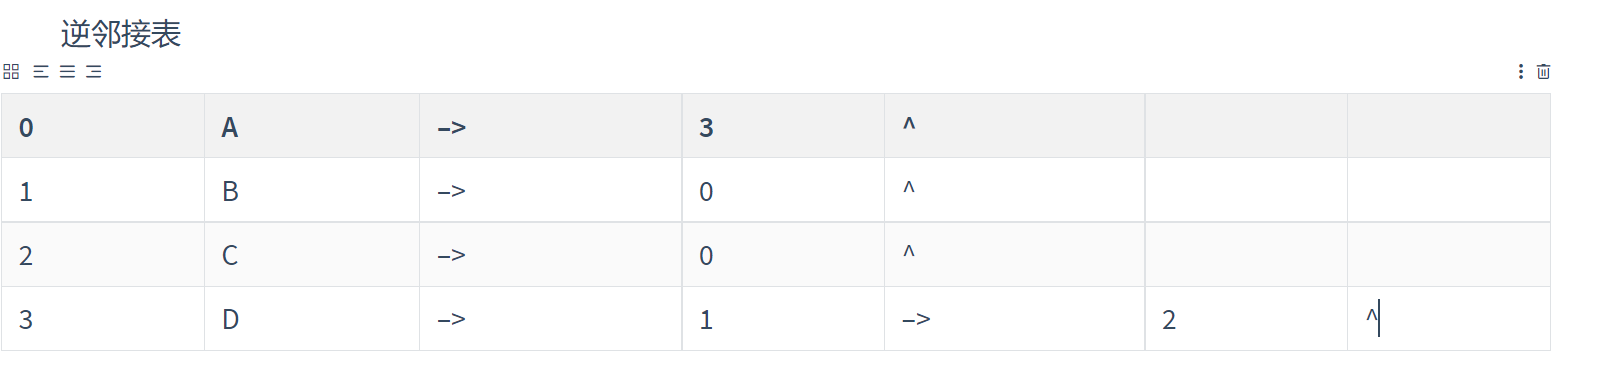 逆邻接表
0 A –> 3 ^
1 B –> 0 ^
2 C –> 0 ^
3 D –> 1 –> 2 ^